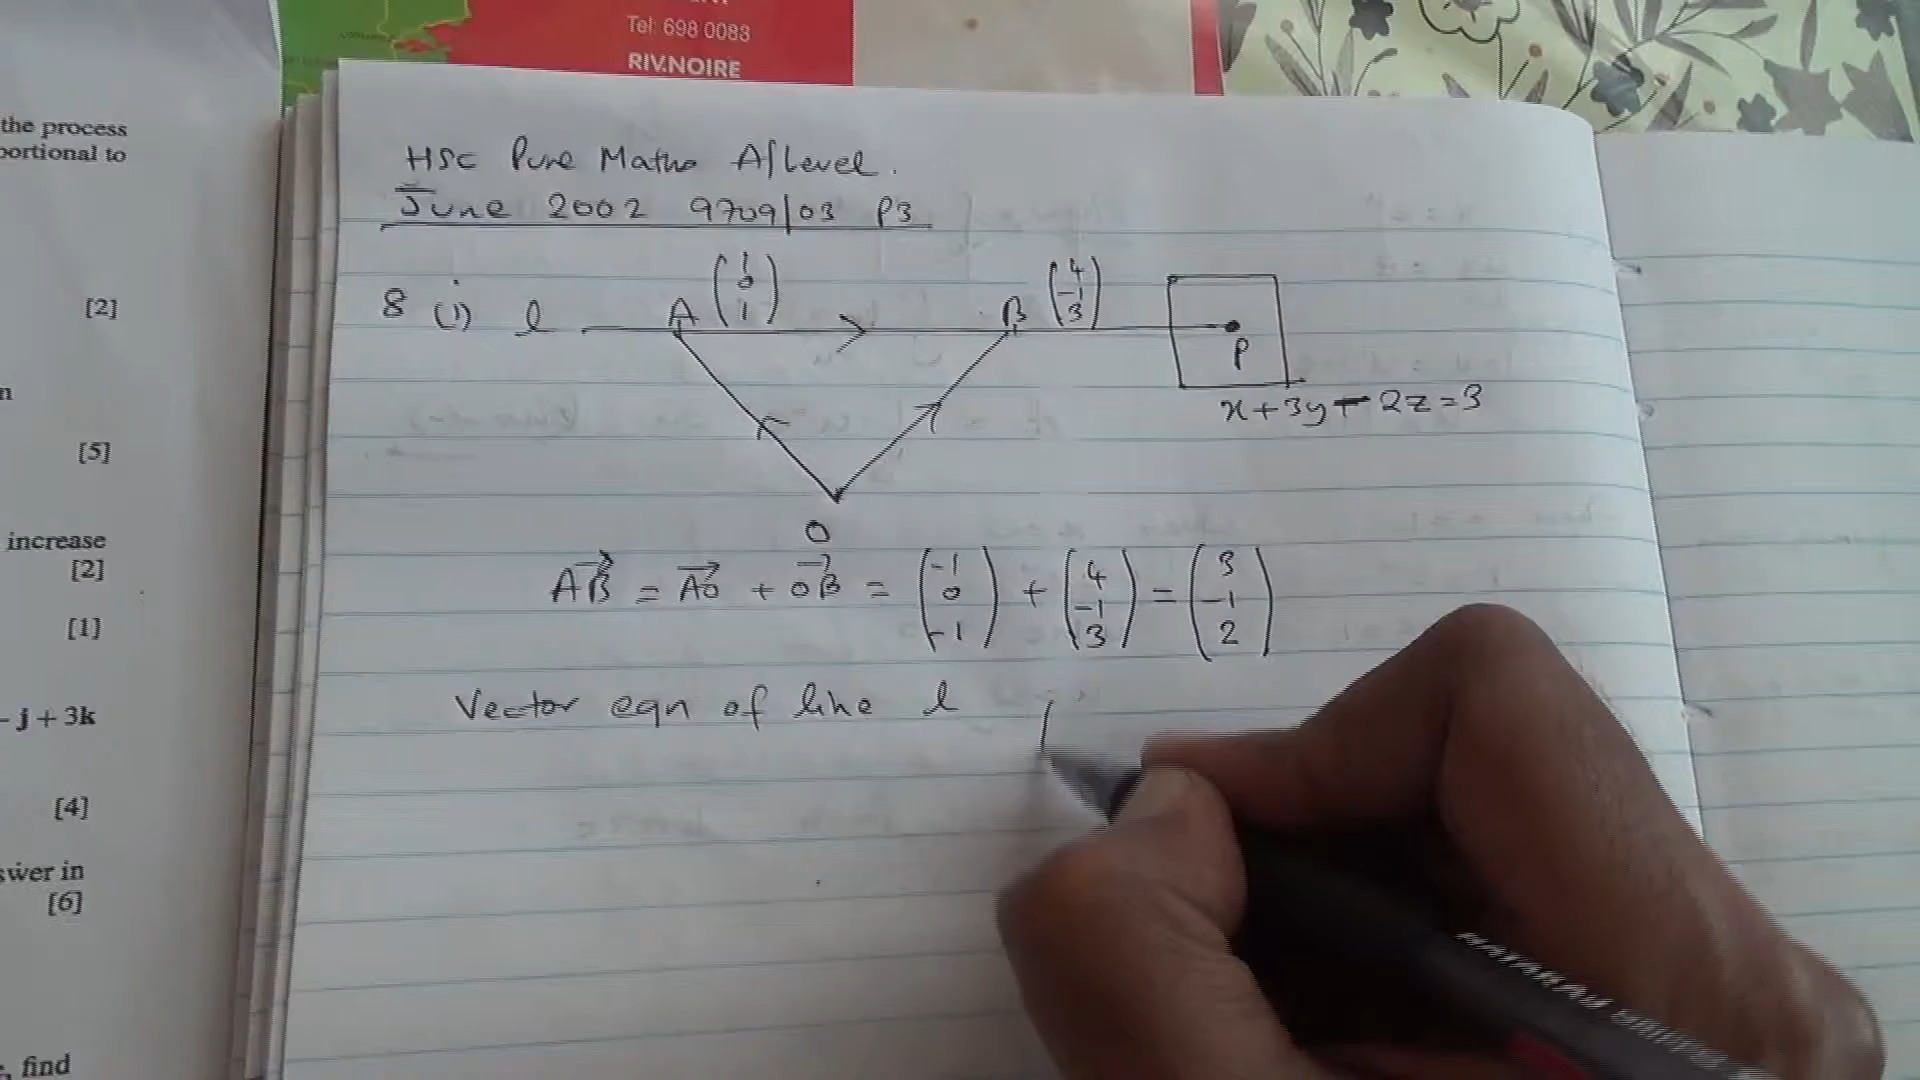 Tel: 698 0083
RIV.NOIRE
the process
portional to
[2]
[5]
increase
[2]
[1]
- j + 3k
[4]
swer in
[6]
find
HSC Pure Maths A/Level.
June 2002 9709/03 P3
8 (i) l A (1 0 1) B (4 -1 3)
P
x+3y-2z=3
O
AB = AO + OB = (-1 0 -1) + (4 -1 3) = (3 -1 2)
Vector eqn of line l (